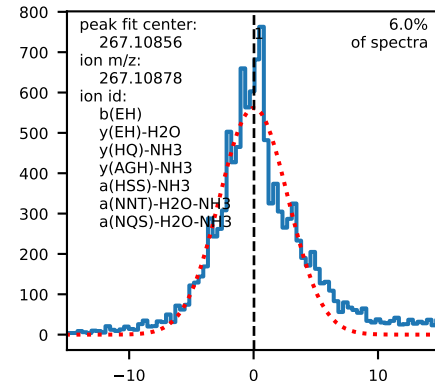 800
700
600
500
400
300
200
100
0
peak fit center:
267.10856
ion m/z:
267.10878
ion id:
b(EH)
y(EH)-H2O
y(HQ)-NH3
y(AGH)-NH3
a(HSS)-NH3
a(NNT)-H2O-NH3
a(NQS)-H2O-NH3
1
6.0%
of spectra
−10
0
10